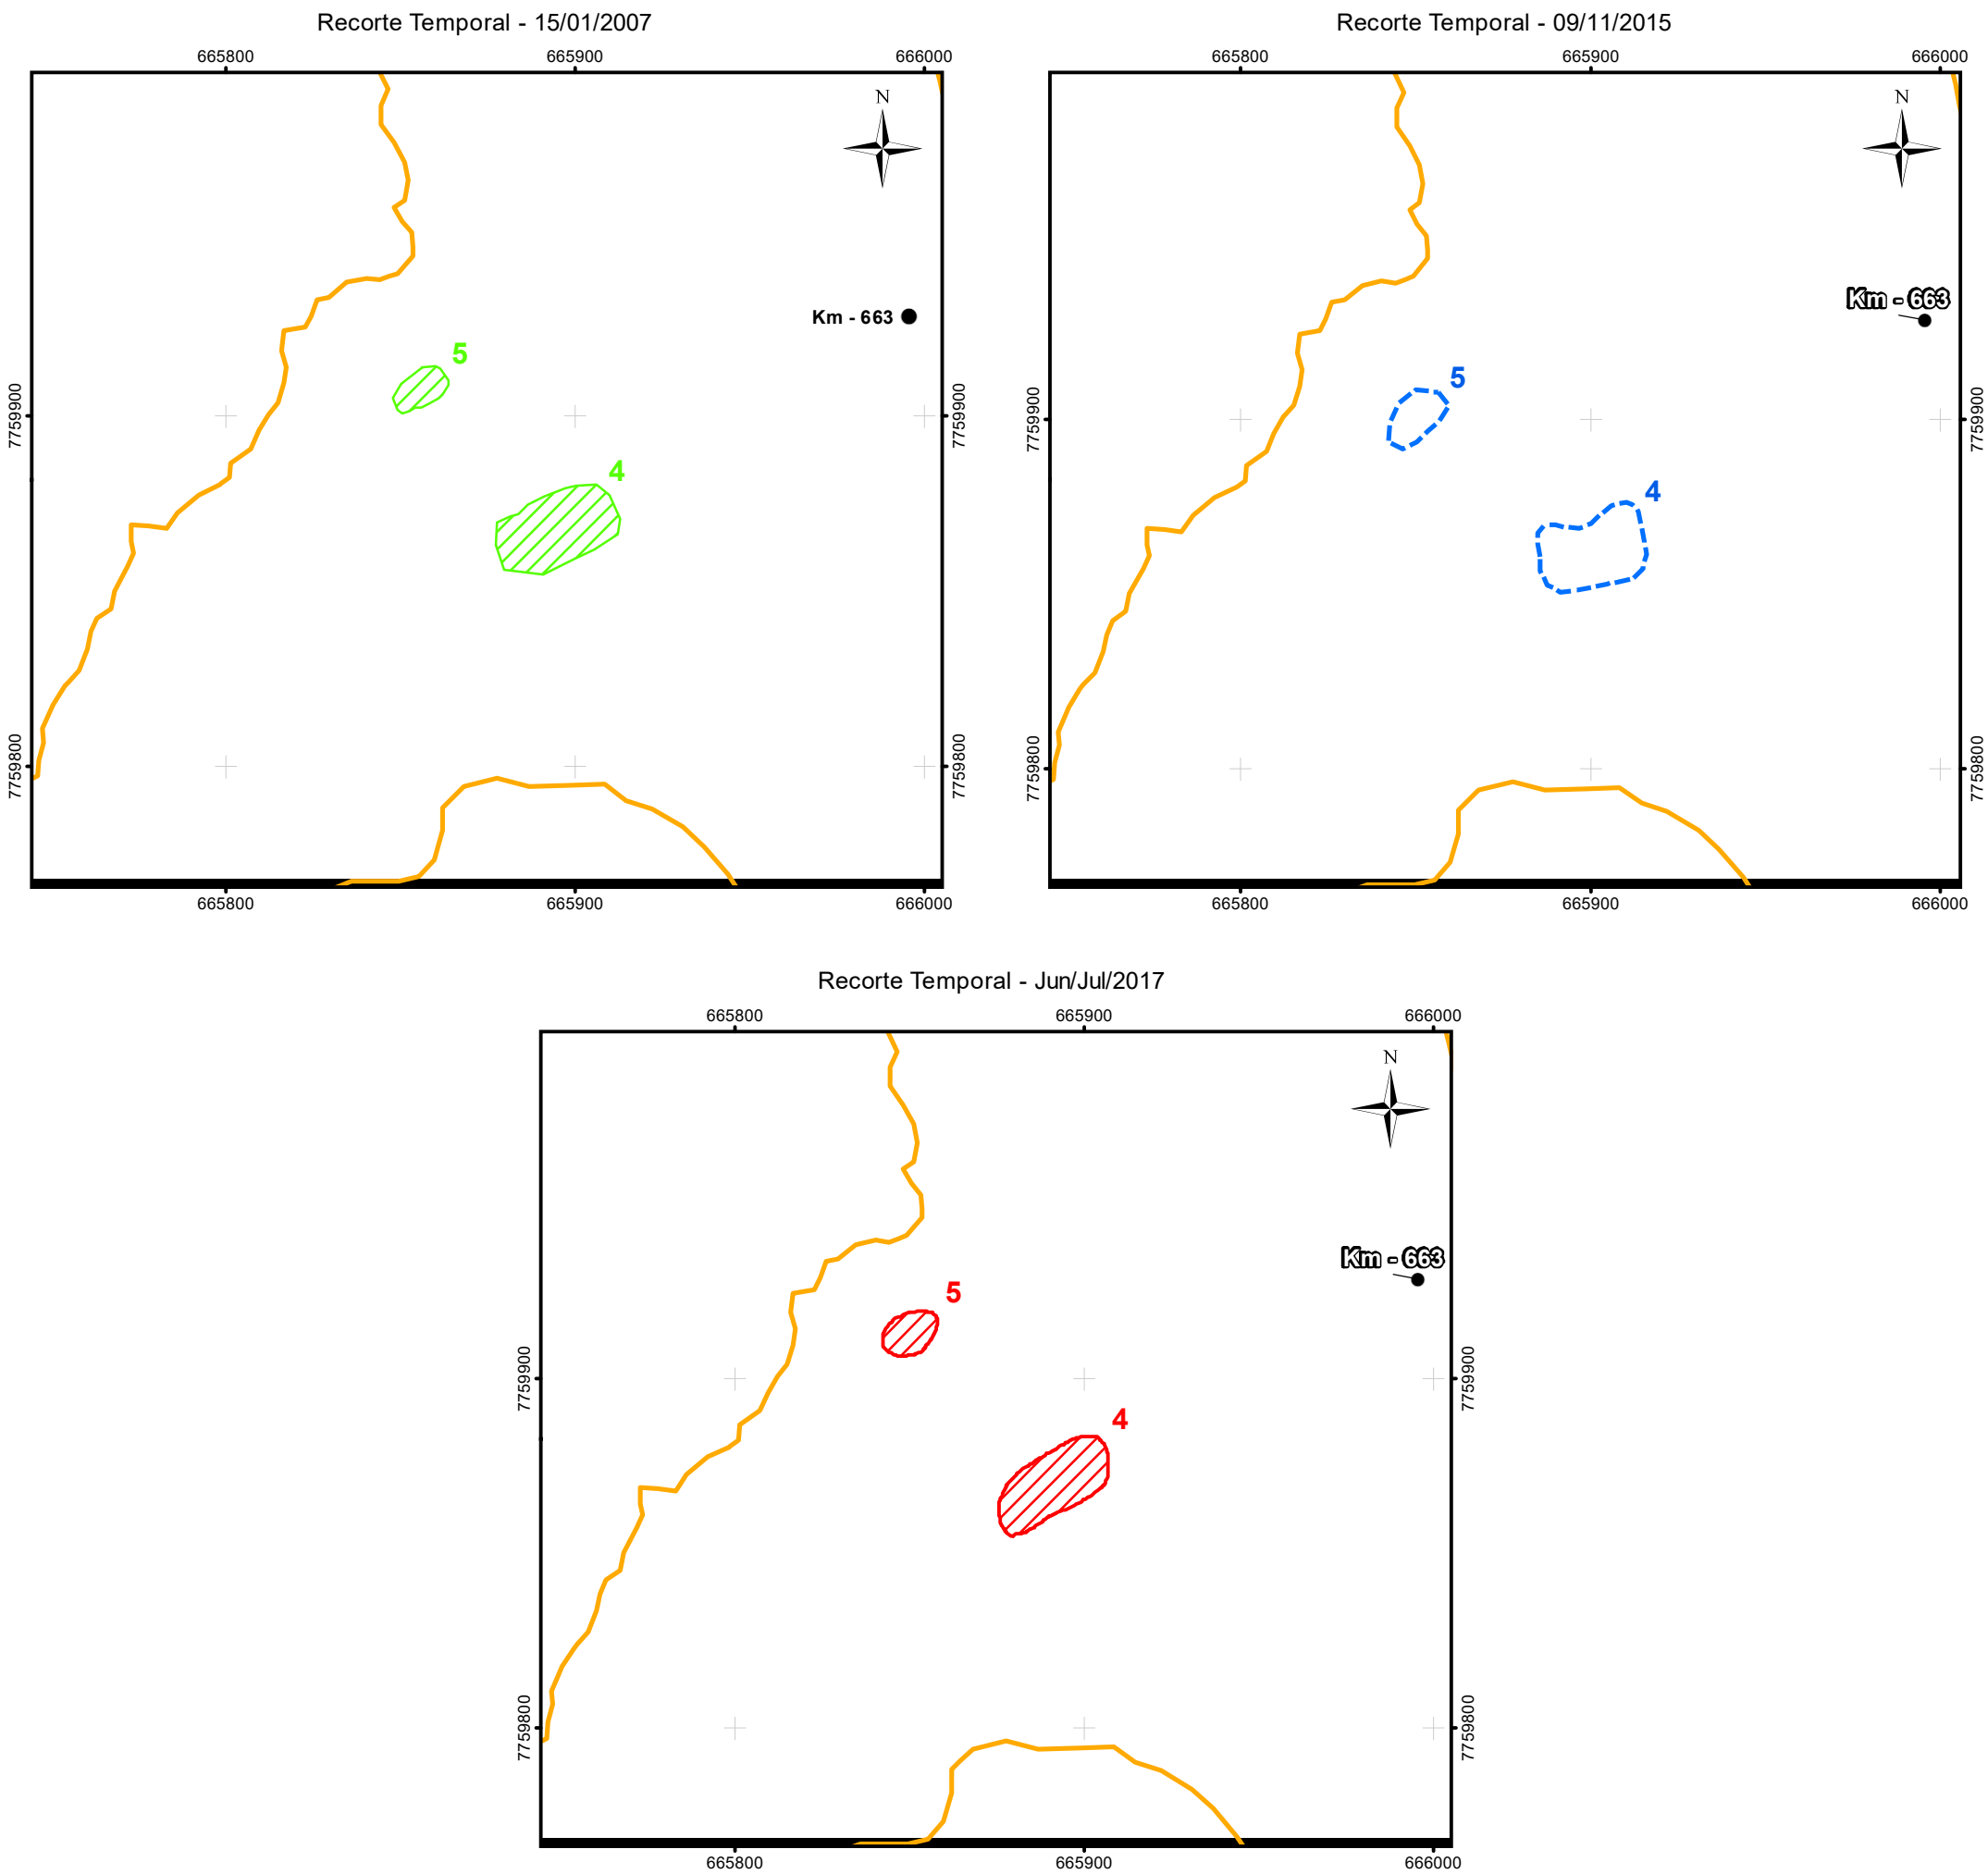 Recorte Temporal - 15/01/2007
665800 665900 666000
N
Km - 663
5
4
7759900 7759900
7759800 7759800
665800 665900 666000
Recorte Temporal - 09/11/2015
665800 665900 666000
N
Km - 663
5
4
7759900 7759900
7759800 7759800
665800 665900 666000
Recorte Temporal - Jun/Jul/2017
665800 665900 666000
N
Km - 663
5
4
7759900 7759900
7759800 7759800
665800 665900 666000